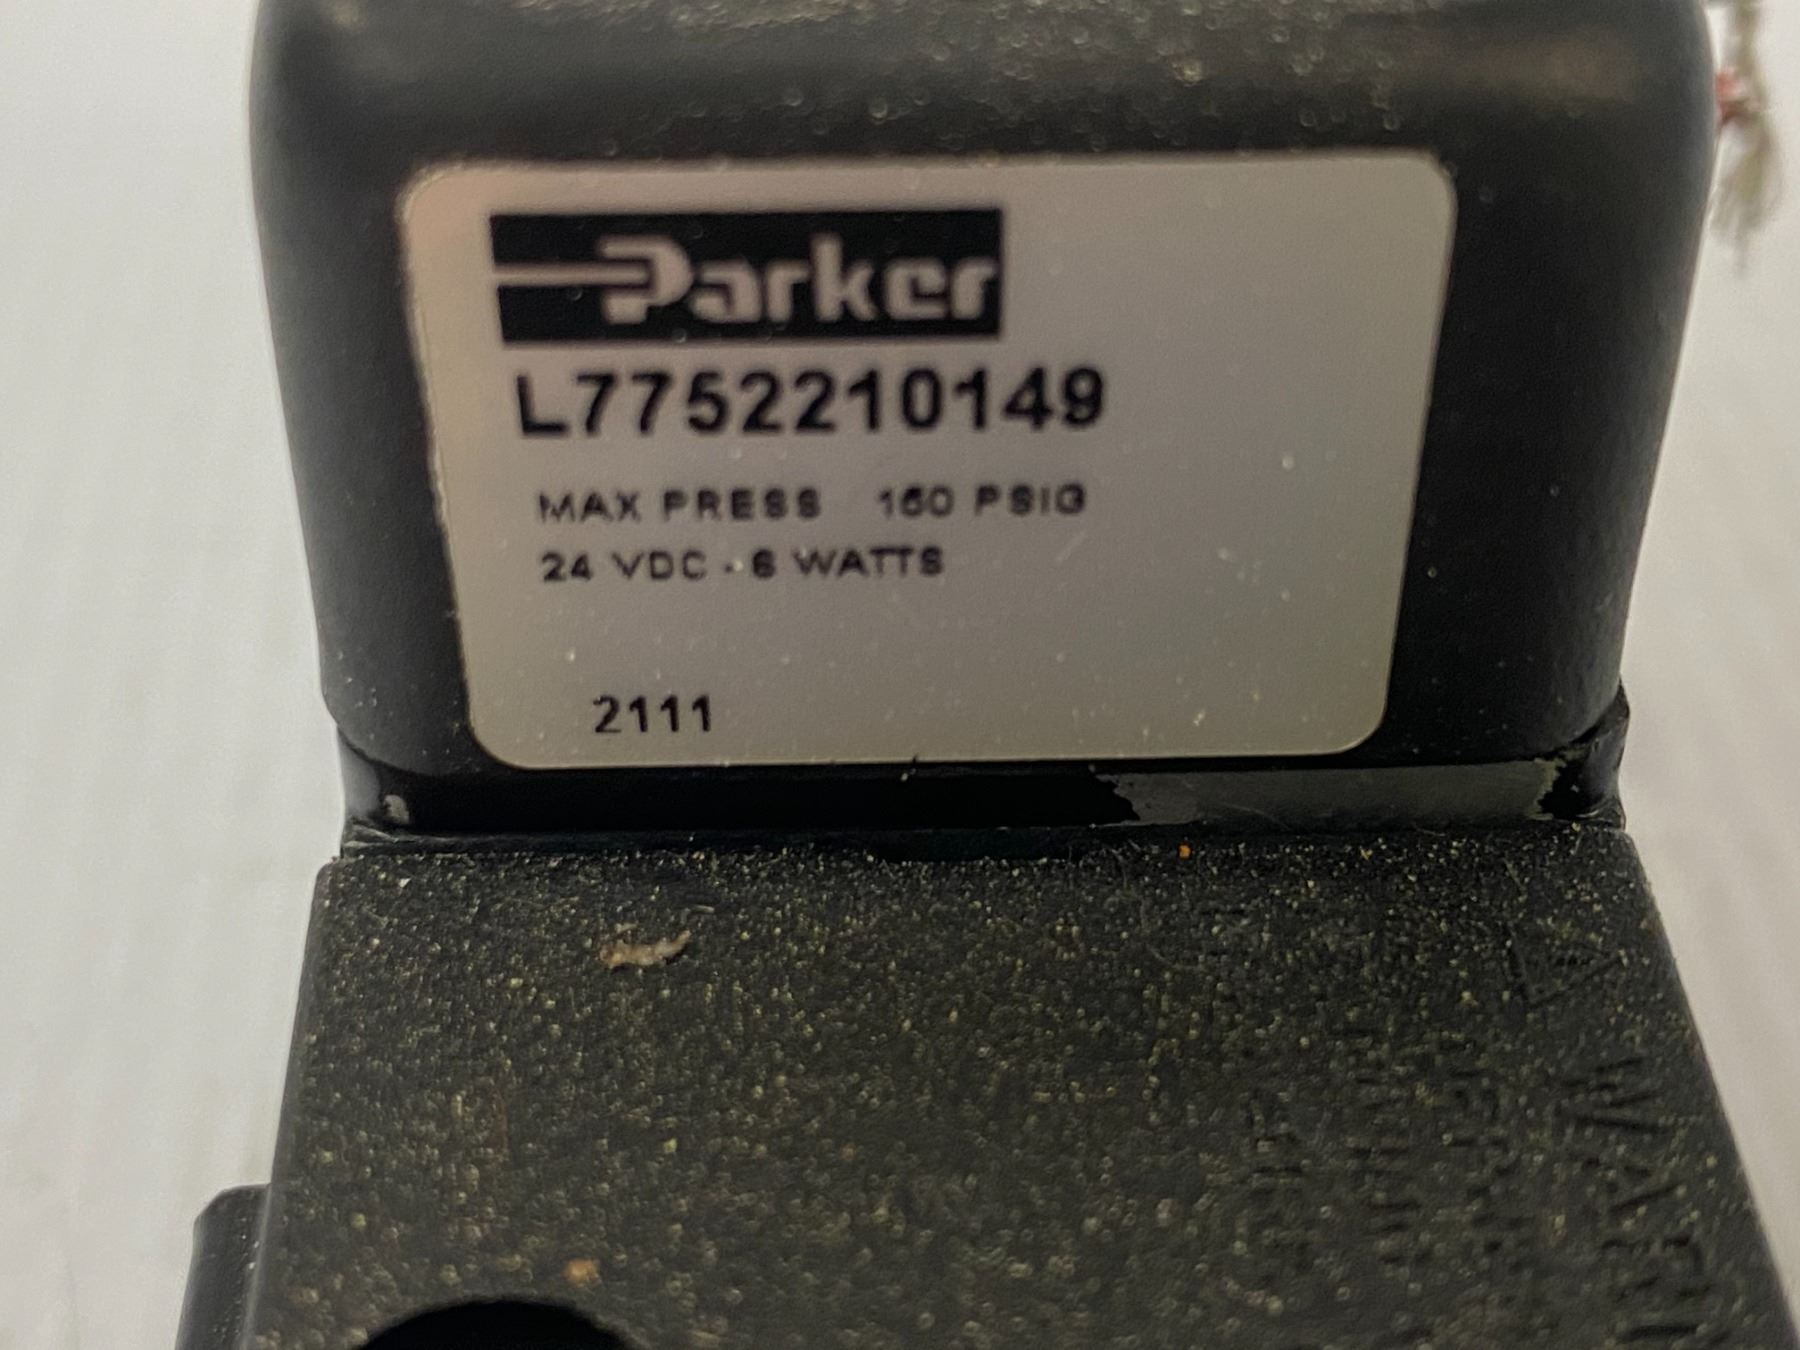 Parker
L7752210149
MAX PRESS 150 PSIG
24 VDC - 6 WATTS
2111